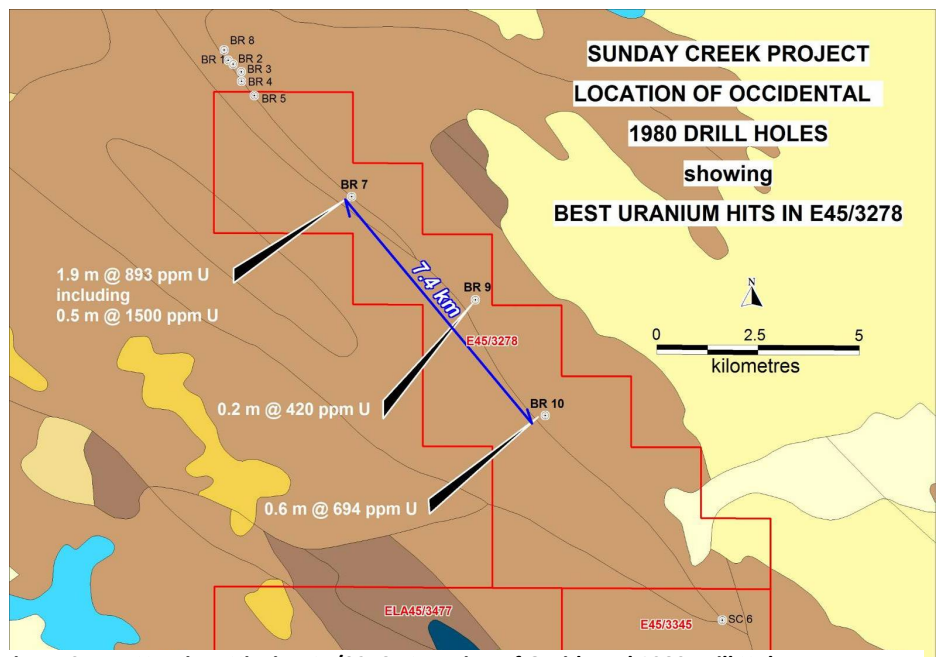 SUNDAY CREEK PROJECT
LOCATION OF OCCIDENTAL
1980 DRILL HOLES
showing
BEST URANIUM HITS IN E45/3278
BR 8
BR 1
BR 2
BR 3
BR 4
BR 5
BR 7
1.9 m @ 893 ppm U
including
0.5 m @ 1500 ppm U
7.4 km
BR 9
E45/3278
N
0 2.5 5
kilometres
0.2 m @ 420 ppm U
BR 10
0.6 m @ 694 ppm U
ELA45/3477
E45/3345
SC 6